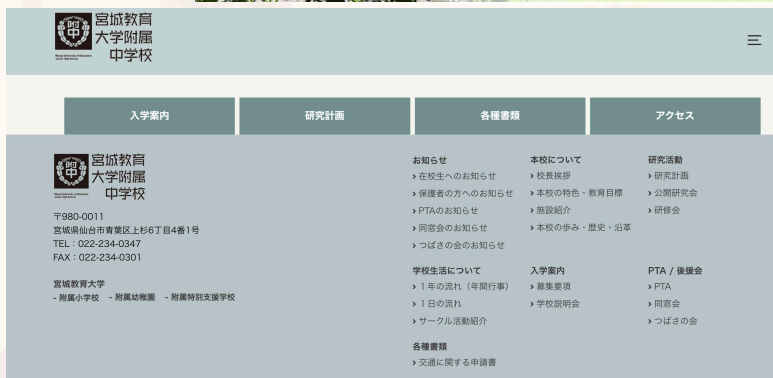 宮城教育
大学附属
中学校
入学案内
研究計画
各種書類
アクセス
宮城教育
大学附属
中学校
〒980-0011
宮城県仙台市青葉区上杉6丁目4番1号
TEL：022-234-0347
FAX：022-234-0301
宮城教育大学
- 附属小学校 - 附属幼稚園 - 附属特別支援学校
お知らせ
› 在校生へのお知らせ
› 保護者の方へのお知らせ
› PTAのお知らせ
› 同窓会のお知らせ
› つばさの会のお知らせ
本校について
› 校長挨拶
› 本校の特色・教育目標
› 施設紹介
› 本校の歩み・歴史・沿革
研究活動
› 研究計画
› 公開研究会
› 研修会
学校生活について
› １年の流れ（年間行事）
› １日の流れ
› サークル活動紹介
入学案内
› 募集要項
› 学校説明会
PTA / 後援会
› PTA
› 同窓会
› つばさの会
各種書類
› 交通に関する申請書